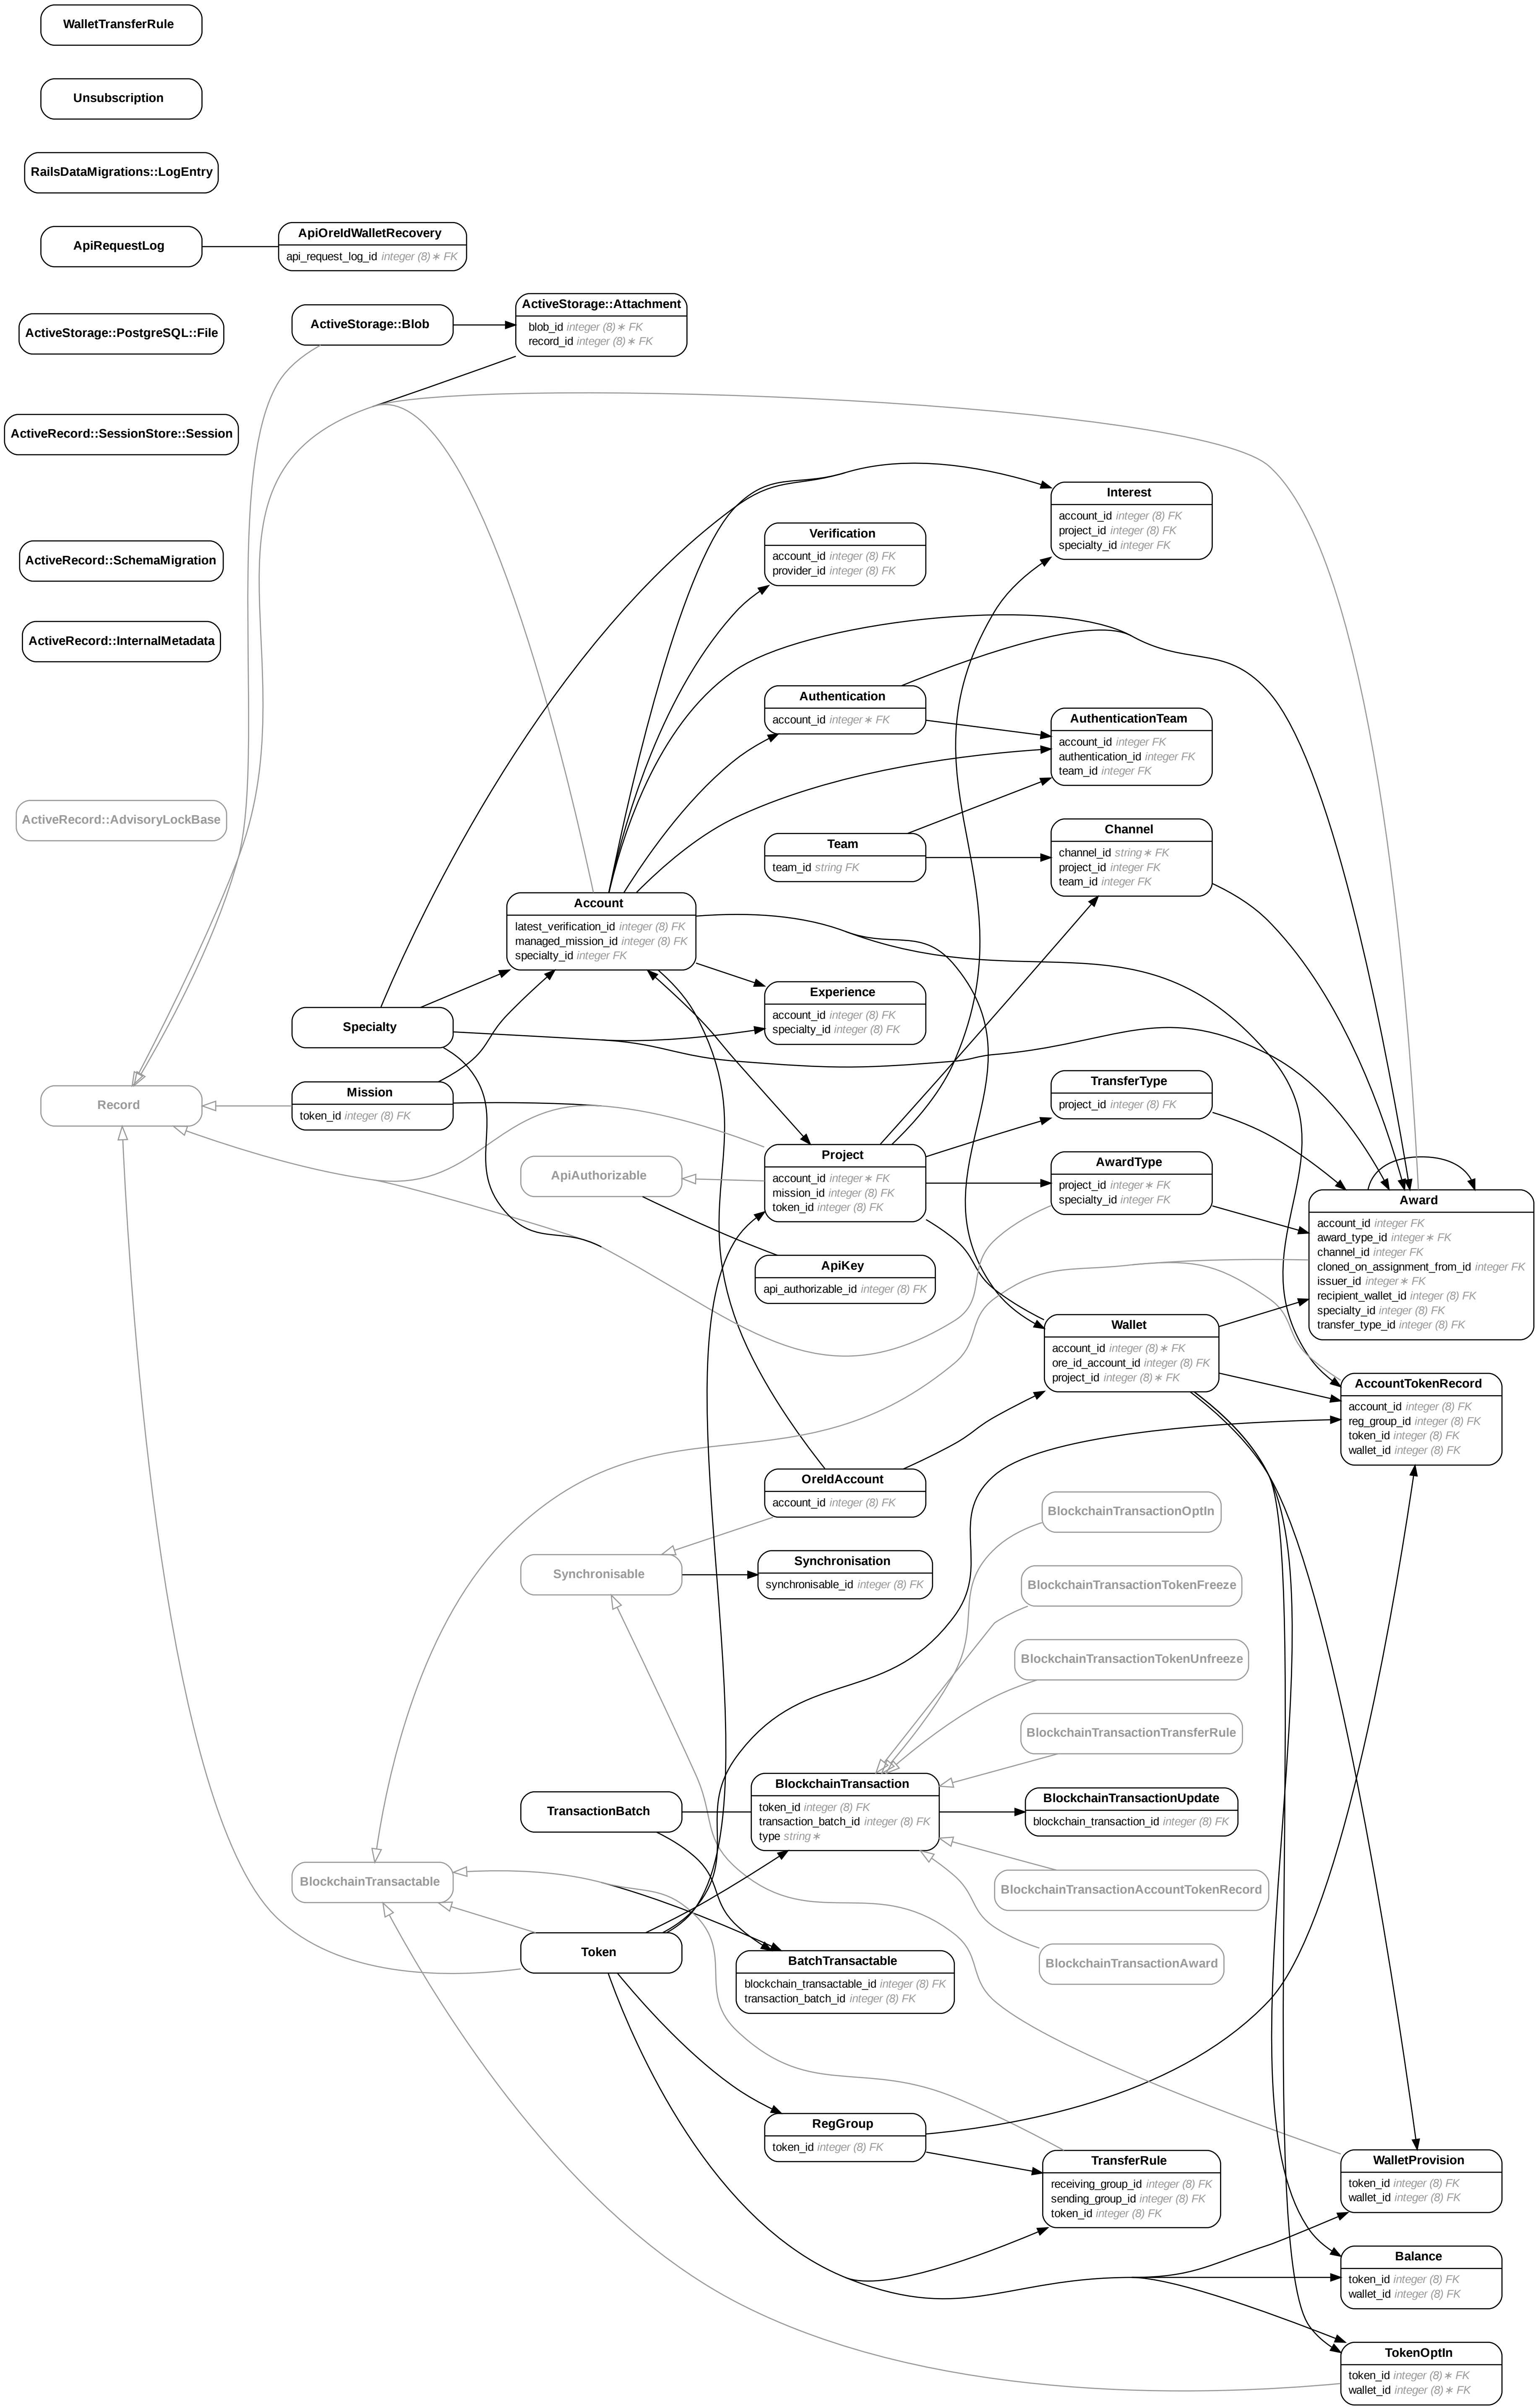 WalletTransferRule
Unsubscription
RailsDataMigrations::LogEntry
ApiRequestLog
ApiOreIdWalletRecovery
api_request_log_id integer (8)∗ FK
ActiveStorage::PostgreSQL::File
ActiveStorage::Blob
ActiveStorage::Attachment
blob_id integer (8)∗ FK
record_id integer (8)∗ FK
ActiveRecord::SessionStore::Session
ActiveRecord::SchemaMigration
ActiveRecord::InternalMetadata
ActiveRecord::AdvisoryLockBase
Interest
account_id integer (8) FK
project_id integer (8) FK
specialty_id integer FK
Verification
account_id integer (8) FK
provider_id integer (8) FK
Authentication
account_id integer∗ FK
AuthenticationTeam
account_id integer FK
authentication_id integer FK
team_id integer FK
Team
team_id string FK
Channel
channel_id string∗ FK
project_id integer FK
team_id integer FK
Account
latest_verification_id integer (8) FK
managed_mission_id integer (8) FK
specialty_id integer FK
Experience
account_id integer (8) FK
specialty_id integer (8) FK
Specialty
Record
Mission
token_id integer (8) FK
TransferType
project_id integer (8) FK
Project
account_id integer∗ FK
mission_id integer (8) FK
token_id integer (8) FK
ApiAuthorizable
AwardType
project_id integer∗ FK
specialty_id integer FK
Award
account_id integer FK
award_type_id integer∗ FK
channel_id integer FK
cloned_on_assignment_from_id integer FK
issuer_id integer∗ FK
recipient_wallet_id integer (8) FK
specialty_id integer (8) FK
transfer_type_id integer (8) FK
ApiKey
api_authorizable_id integer (8) FK
Wallet
account_id integer (8)∗ FK
ore_id_account_id integer (8) FK
project_id integer (8)∗ FK
AccountTokenRecord
account_id integer (8) FK
reg_group_id integer (8) FK
token_id integer (8) FK
wallet_id integer (8) FK
OreIdAccount
account_id integer (8) FK
Synchronisable
Synchronisation
synchronisable_id integer (8) FK
BlockchainTransactionOptIn
BlockchainTransactionTokenFreeze
BlockchainTransactionTokenUnfreeze
BlockchainTransactionTransferRule
TransactionBatch
BlockchainTransaction
token_id integer (8) FK
transaction_batch_id integer (8) FK
type string∗
BlockchainTransactionUpdate
blockchain_transaction_id integer (8) FK
BlockchainTransactable
BlockchainTransactionAccountTokenRecord
BlockchainTransactionAward
Token
BatchTransactable
blockchain_transactable_id integer (8) FK
transaction_batch_id integer (8) FK
RegGroup
token_id integer (8) FK
TransferRule
receiving_group_id integer (8) FK
sending_group_id integer (8) FK
token_id integer (8) FK
WalletProvision
token_id integer (8) FK
wallet_id integer (8) FK
Balance
token_id integer (8) FK
wallet_id integer (8) FK
TokenOptIn
token_id integer (8)∗ FK
wallet_id integer (8)∗ FK